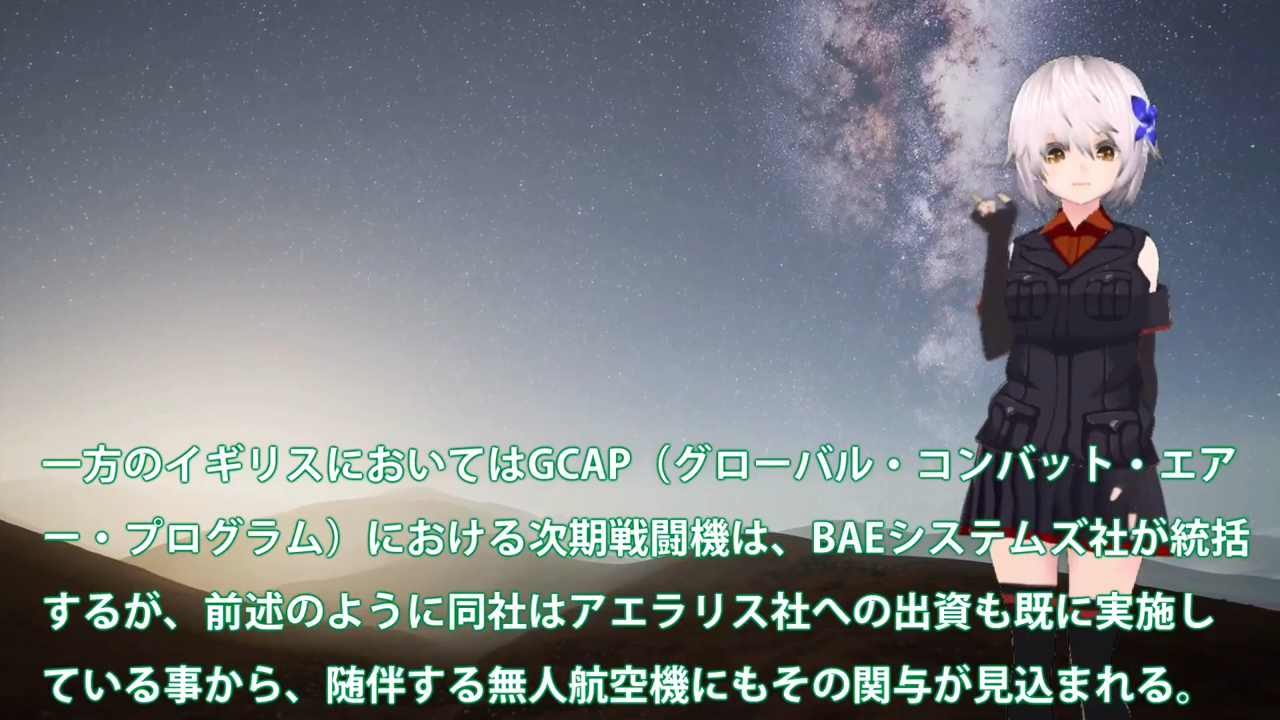 一方のイギリスにおいてはGCAP（グローバル・コンバット・エア
ー・プログラム）における次期戦闘機は、BAEシステムズ社が統括
するが、前述のように同社はアエラリス社への出資も既に実施し
ている事から、随伴する無人航空機にもその関与が見込まれる。